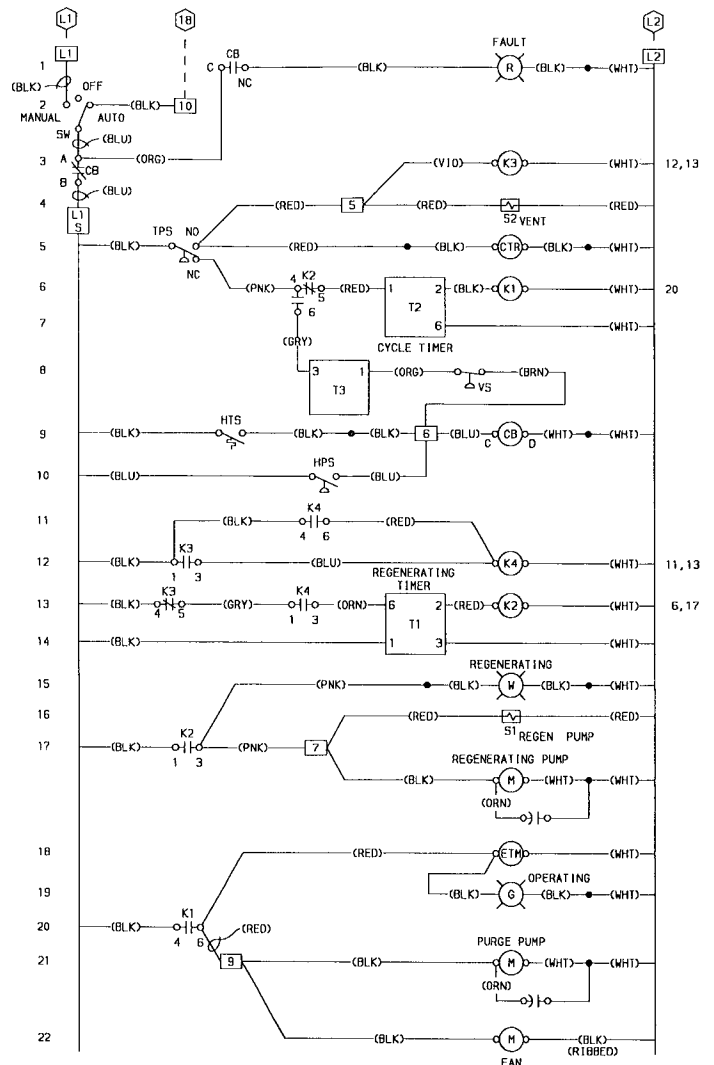 L1 18 L2
FAULT
L1 CB L2
1 C NC (BLK) R (BLK) (WHT)
(BLK) OFF
2 MANUAL AUTO (BLK) 10
SW (BLU)
3 A (ORG) (VIO) K3 (WHT) 12,13
CB
B (BLU)
4 (RED) 5 (RED) S2 VENT (RED)
L1 S
TPS NO
5 (BLK) (RED) (BLK) CTR (BLK) (WHT)
NC
6 (PNK) 4 K2 5 (RED) 1 T2 2 (BLK) K1 (WHT) 20
6
7 6 (WHT)
(GRY) CYCLE TIMER
8 3 T3 1 (ORG) VS (BRN)
HTS
9 (BLK) (BLK) (BLK) 6 (BLU) C CB D (WHT) (WHT)
HPS
10 (BLU) (BLU)
K4
11 (BLK) 4 6 (RED)
K3
12 (BLK) 1 3 (BLU) K4 (WHT) 11,13
REGENERATING TIMER
K3 K4
13 (BLK) 4 5 (GRY) 1 3 (ORN) 6 T1 2 (RED) K2 (WHT) 6,17
14 (BLK) 1 3 (WHT)
REGENERATING
15 (PNK) (BLK) W (BLK) (WHT)
16 (RED) S1 REGEN PUMP (RED)
K2
17 (BLK) 1 3 (PNK) 7
REGENERATING PUMP
(BLK) M (WHT) (WHT)
(ORN)
18 (RED) ETM (WHT)
OPERATING
19 (BLK) G (BLK) (WHT)
K1
20 (BLK) 4 6 (RED)
PURGE PUMP
21 9 (BLK) M (WHT) (WHT)
(ORN)
22 (BLK) M (BLK) (RIBBED)
FAN